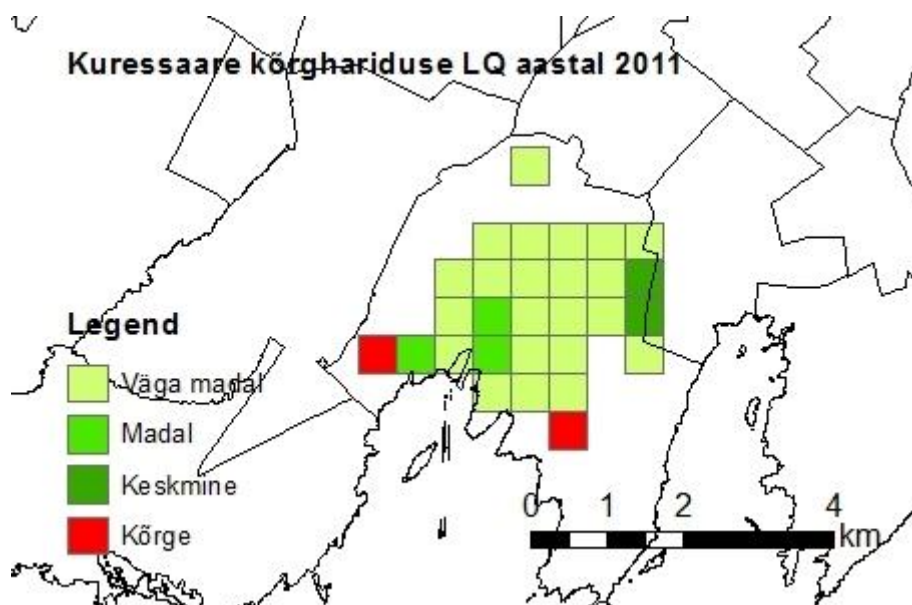 Kuressaare kõrghariduse LQ aastal 2011
Legend
Väga madal
Madal
Keskmine
Kõrge
0 1 2 4
km